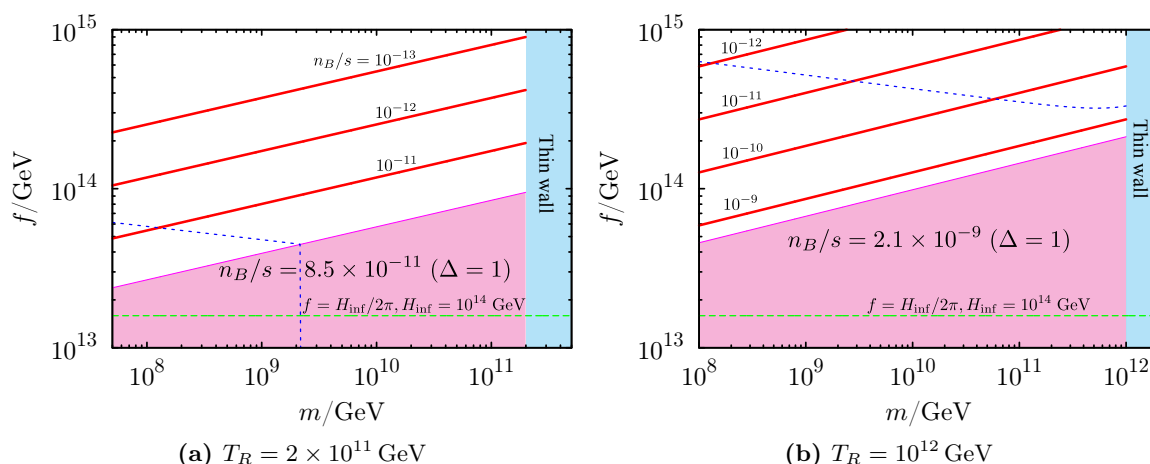 10^15
10^14
10^13
f/GeV
n_B/s = 10^−13
10^−12
10^−11
Thin wall
n_B/s = 8.5 × 10^−11 (Δ = 1)
f = H_inf/2π, H_inf = 10^14 GeV
10^8
10^9
10^10
10^11
m/GeV
(a) T_R = 2 × 10^11 GeV
10^15
10^14
10^13
f/GeV
10^−12
10^−11
10^−10
10^−9
Thin wall
n_B/s = 2.1 × 10^−9 (Δ = 1)
f = H_inf/2π, H_inf = 10^14 GeV
10^8
10^9
10^10
10^11
10^12
m/GeV
(b) T_R = 10^12 GeV